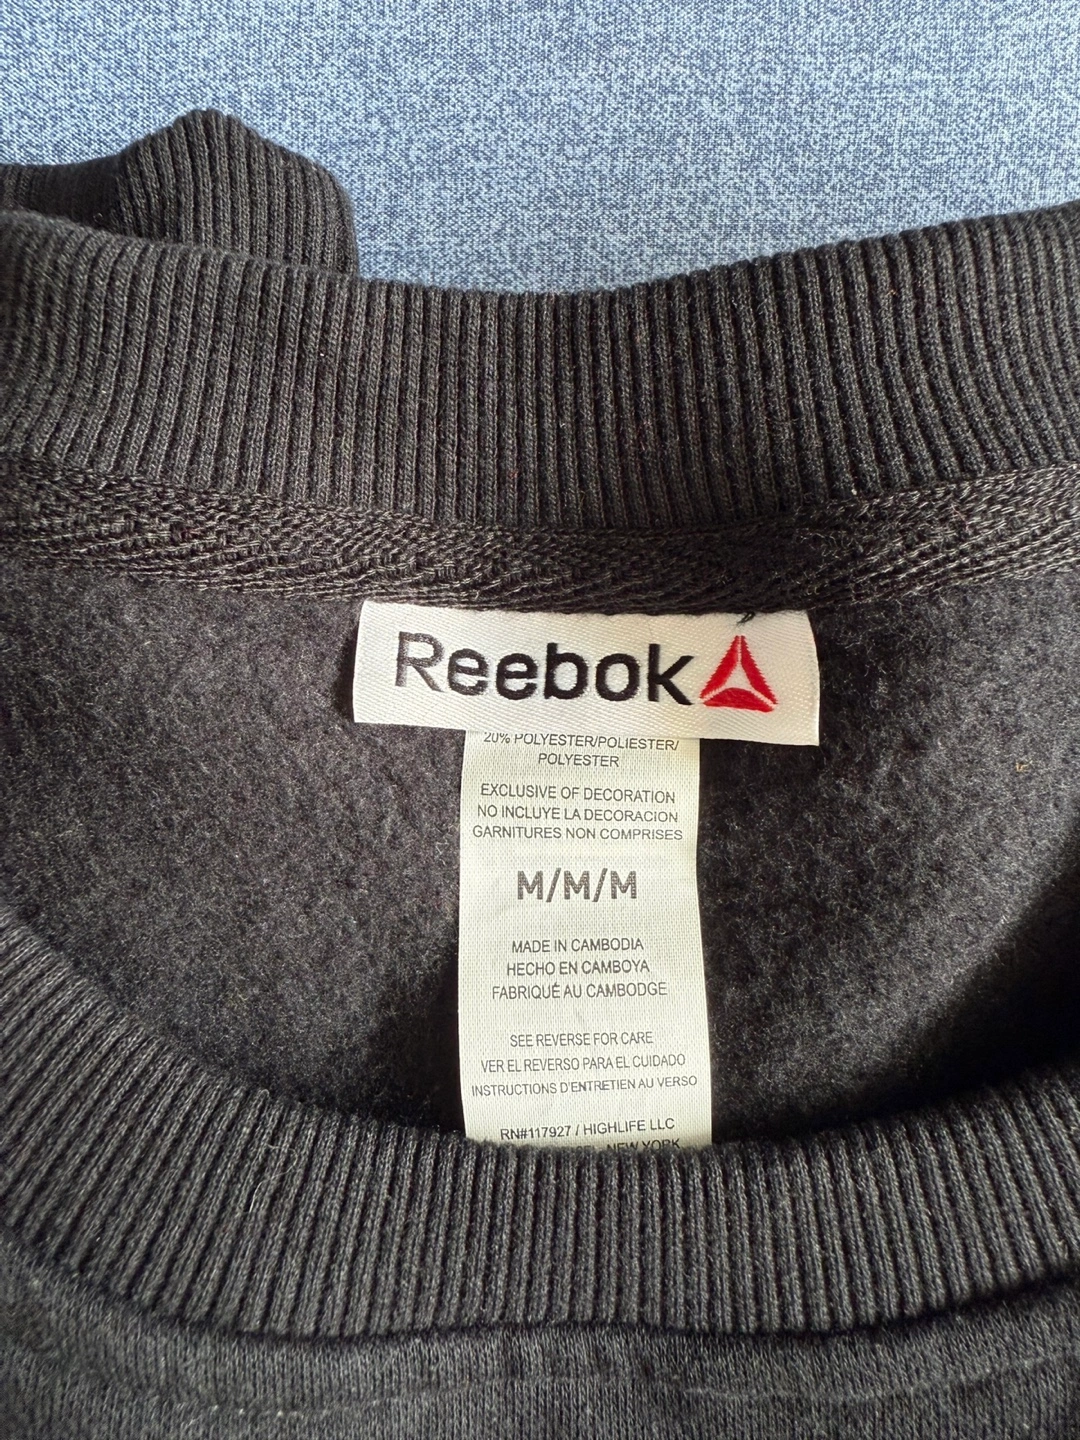 Reebok
20% POLYESTER/POLIESTER/
POLYESTER
EXCLUSIVE OF DECORATION
NO INCLUYE LA DECORACION
GARNITURES NON COMPRISES
M/M/M
MADE IN CAMBODIA
HECHO EN CAMBOYA
FABRIQUÉ AU CAMBODGE
SEE REVERSE FOR CARE
VER EL REVERSO PARA EL CUIDADO
INSTRUCTIONS D'ENTRETIEN AU VERSO
RN#117927 / HIGHLIFE LLC
NEW YORK